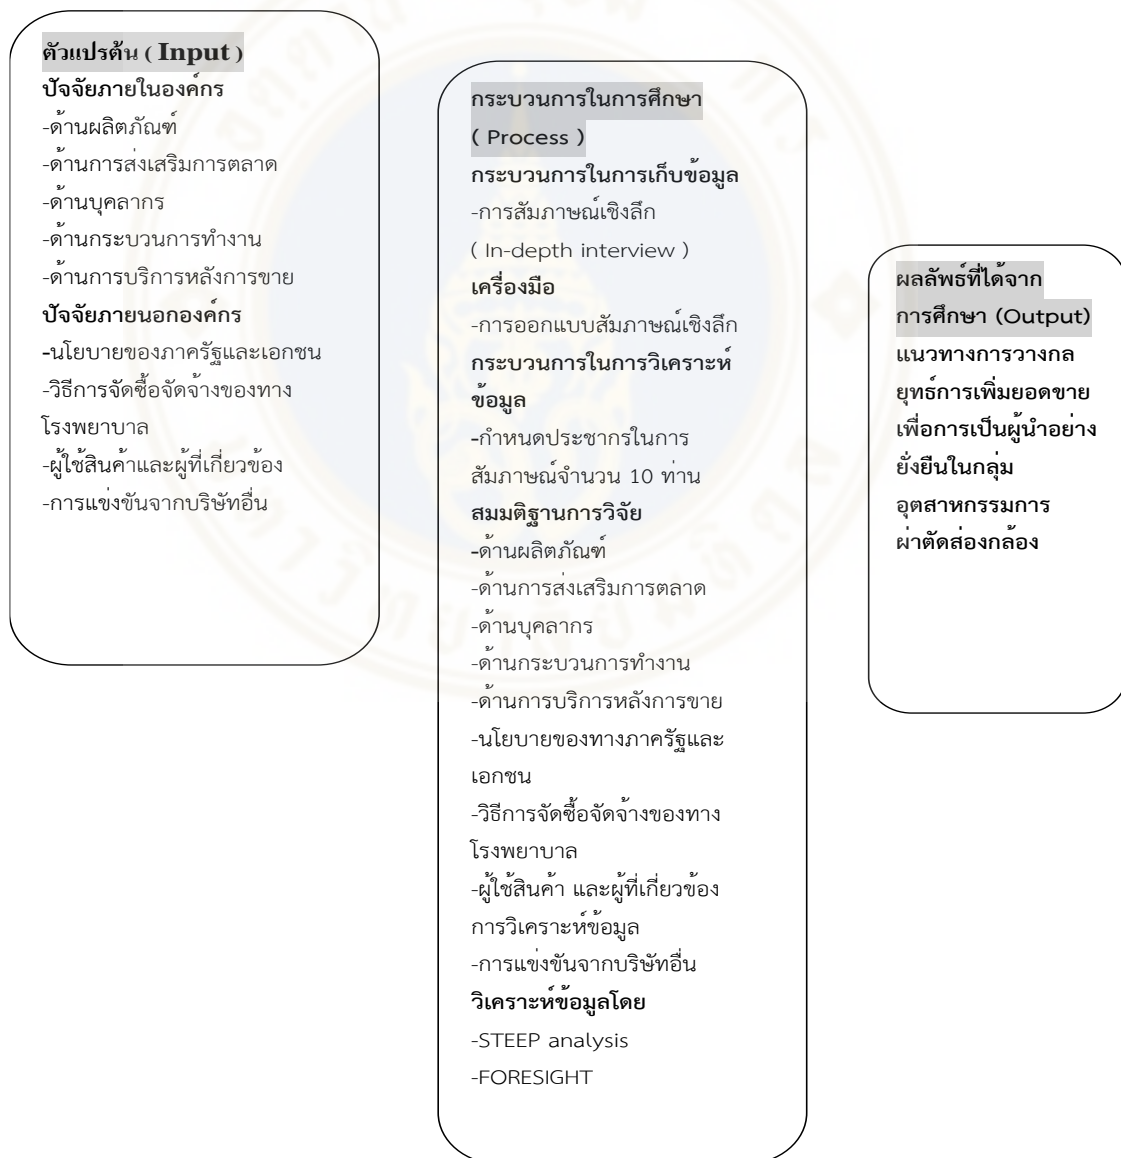 ตัวแปรต้น ( Input )
ปัจจัยภายในองค์กร
-ด้านผลิตภัณฑ์
-ด้านการส่งเสริมการตลาด
-ด้านบุคลากร
-ด้านกระบวนการทำงาน
-ด้านการบริการหลังการขาย
ปัจจัยภายนอกองค์กร
-นโยบายของภาครัฐและเอกชน
-วิธีการจัดซื้อจัดจ้างของทาง
โรงพยาบาล
-ผู้ใช้สินค้าและผู้ที่เกี่ยวข้อง
-การแข่งขันจากบริษัทอื่น
กระบวนการในการศึกษา
( Process )
กระบวนการในการเก็บข้อมูล
-การสัมภาษณ์เชิงลึก
( In-depth interview )
เครื่องมือ
-การออกแบบสัมภาษณ์เชิงลึก
กระบวนการในการวิเคราะห์
ข้อมูล
-กำหนดประชากรในการ
สัมภาษณ์จำนวน 10 ท่าน
สมมติฐานการวิจัย
-ด้านผลิตภัณฑ์
-ด้านการส่งเสริมการตลาด
-ด้านบุคลากร
-ด้านกระบวนการทำงาน
-ด้านการบริการหลังการขาย
-นโยบายของทางภาครัฐและ
เอกชน
-วิธีการจัดซื้อจัดจ้างของทาง
โรงพยาบาล
-ผู้ใช้สินค้า และผู้ที่เกี่ยวข้อง
การวิเคราะห์ข้อมูล
-การแข่งขันจากบริษัทอื่น
วิเคราะห์ข้อมูลโดย
-STEEP analysis
-FORESIGHT
ผลลัพธ์ที่ได้จาก
การศึกษา (Output)
แนวทางการวางกล
ยุทธ์การเพิ่มยอดขาย
เพื่อการเป็นผู้นำอย่าง
ยั่งยืนในกลุ่ม
อุตสาหกรรมการ
ผ่าตัดส่องกล้อง